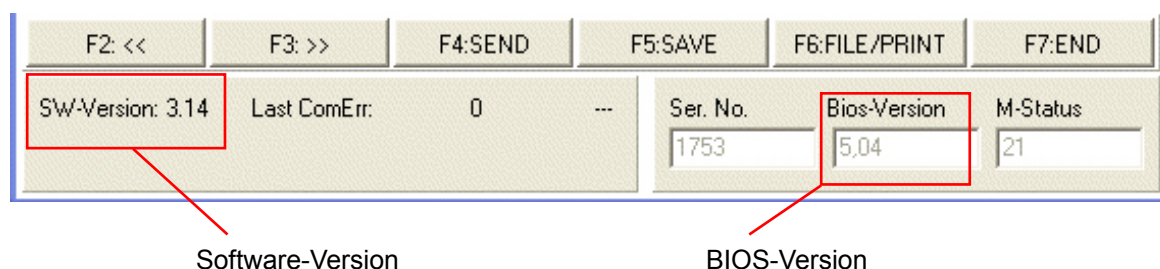 F2: << F3: >> F4:SEND F5:SAVE F6:FILE/PRINT F7:END
SW-Version: 3.14 Last ComErr: 0 --- Ser. No. Bios-Version M-Status
1753 5,04 21
Software-Version BIOS-Version